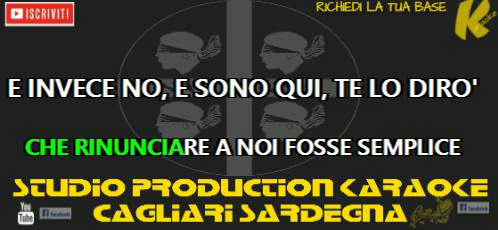 ISCRIVITI
RICHIEDI LA TUA BASE
E INVECE NO, E SONO QUI, TE LO DIRO'
CHE RINUNCIARE A NOI FOSSE SEMPLICE
STUDIO PRODUCTION KARAOKE
CAGLIARI SARDEGNA
You Tube
facebook
facebook